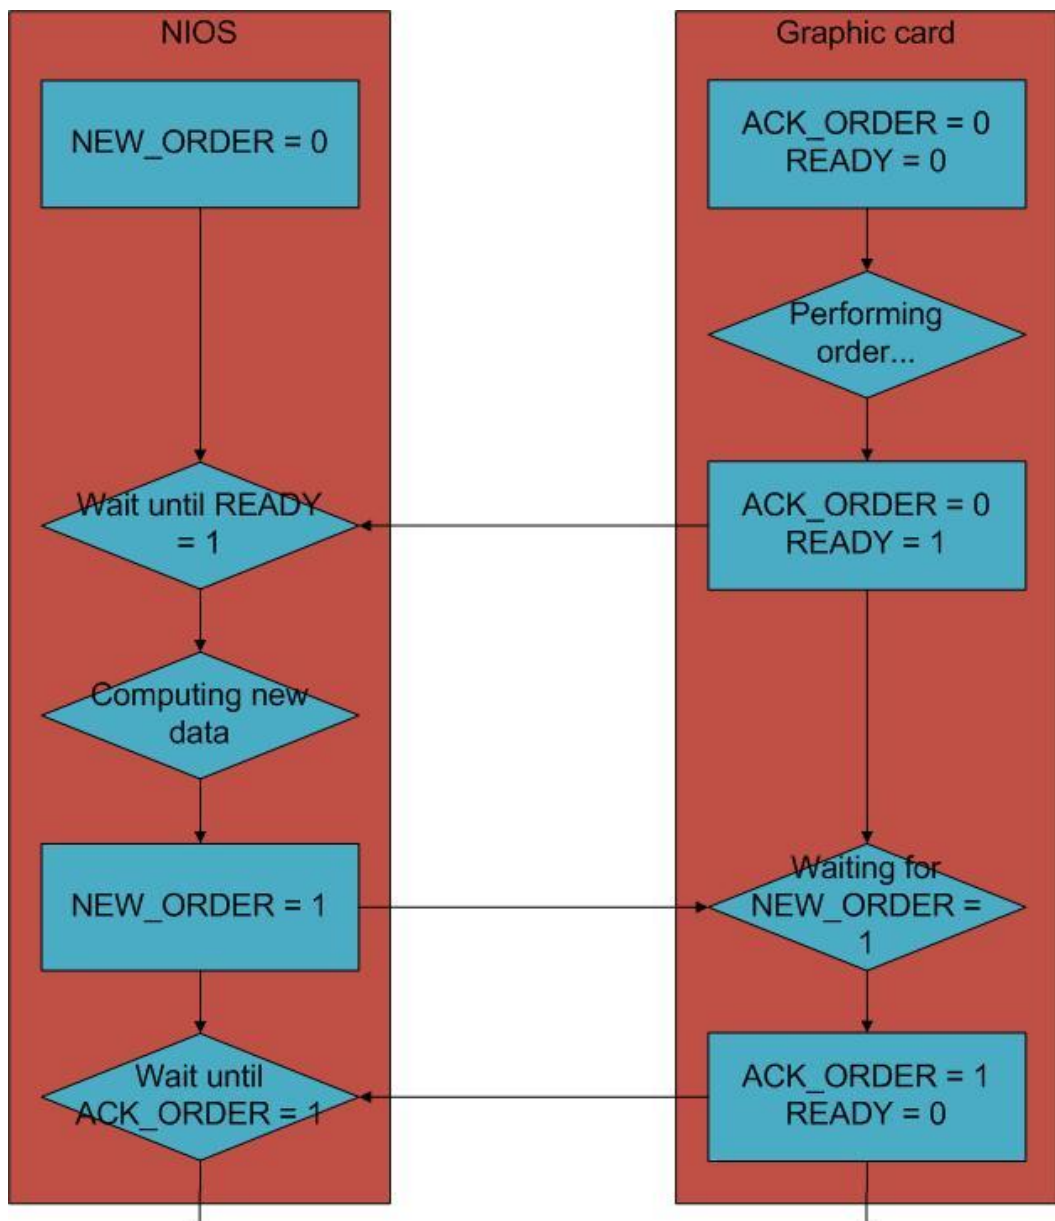 NIOS
NEW_ORDER = 0
Wait until READY
= 1
Computing new
data
NEW_ORDER = 1
Wait until
ACK_ORDER = 1
Graphic card
ACK_ORDER = 0
READY = 0
Performing
order...
ACK_ORDER = 0
READY = 1
Waiting for
NEW_ORDER =
1
ACK_ORDER = 1
READY = 0